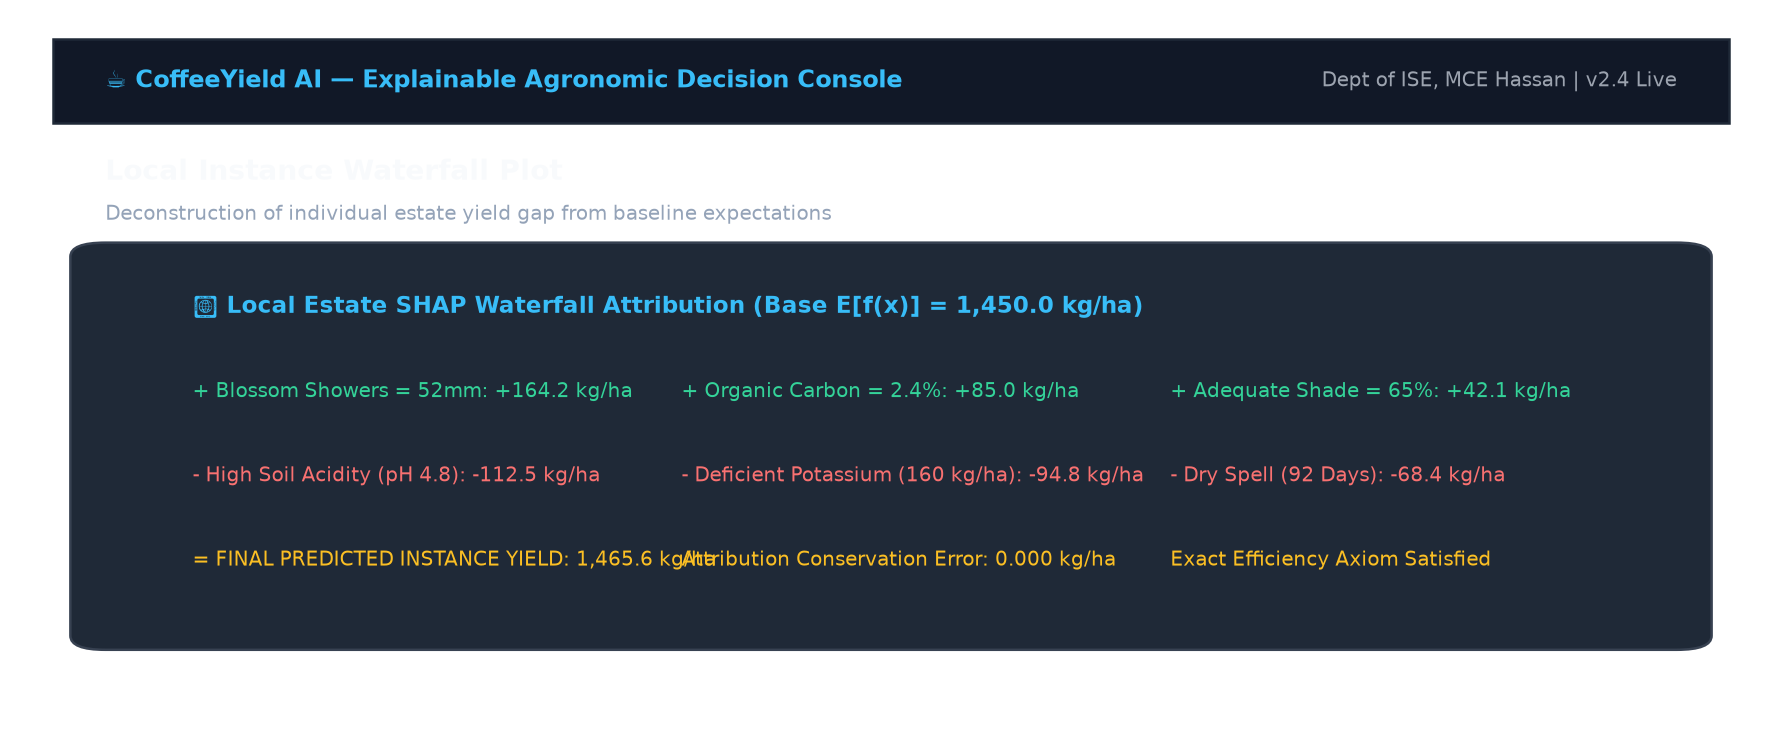 ☕ CoffeeYield AI — Explainable Agronomic Decision Console
Dept of ISE, MCE Hassan | v2.4 Live
Local Instance Waterfall Plot
Deconstruction of individual estate yield gap from baseline expectations
Local Estate SHAP Waterfall Attribution (Base E[f(x)] = 1,450.0 kg/ha)
+ Blossom Showers = 52mm: +164.2 kg/ha
+ Organic Carbon = 2.4%: +85.0 kg/ha
+ Adequate Shade = 65%: +42.1 kg/ha
- High Soil Acidity (pH 4.8): -112.5 kg/ha
- Deficient Potassium (160 kg/ha): -94.8 kg/ha
- Dry Spell (92 Days): -68.4 kg/ha
= FINAL PREDICTED INSTANCE YIELD: 1,465.6 kg/ha
Attribution Conservation Error: 0.000 kg/ha
Exact Efficiency Axiom Satisfied